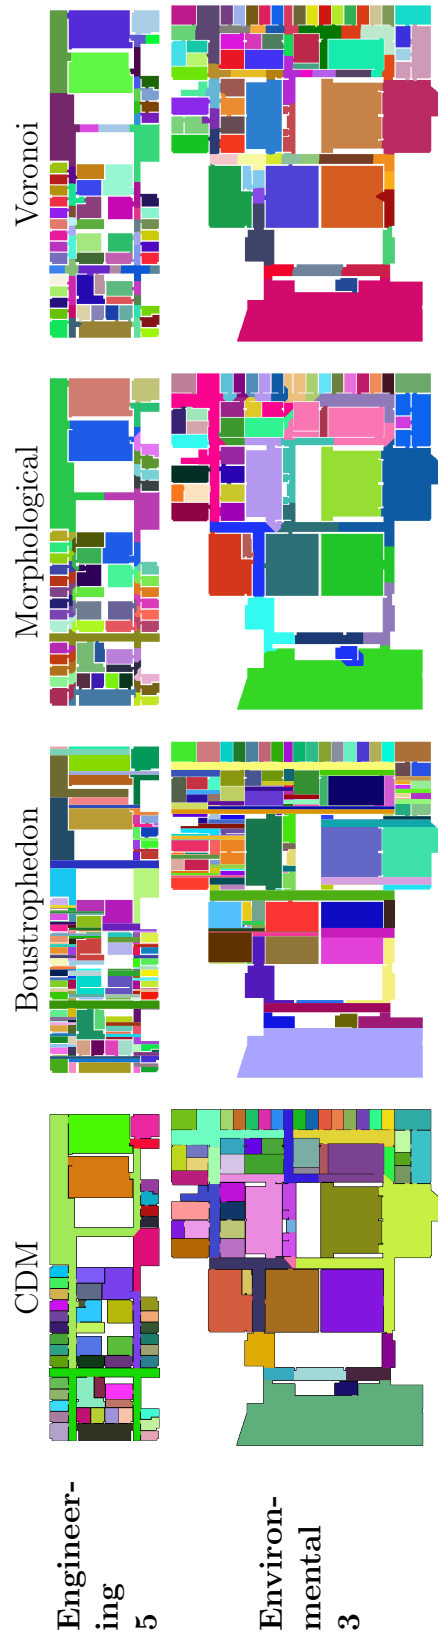 CDM
Boustrophedon
Morphological
Voronoi
Engineer-
ing
5
Environ-
mental
3